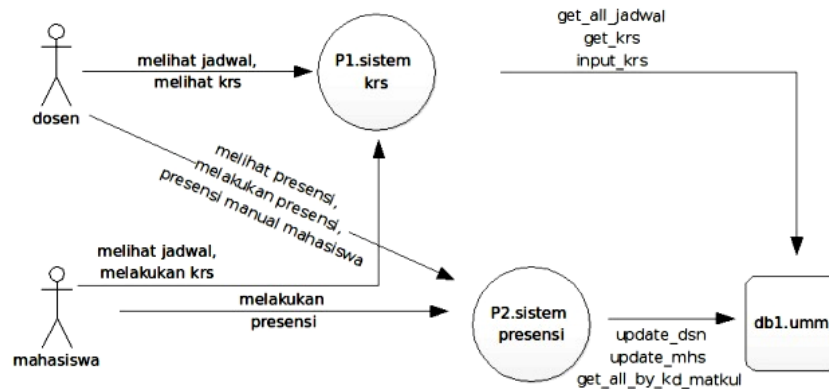 get_all_jadwal
get_krs
input_krs
melihat jadwal,
melihat krs
P1.sistem
krs
dosen
melihat presensi,
melakukan presensi,
presensi manual mahasiswa
melihat jadwal,
melakukan krs
melakukan
presensi
mahasiswa
P2.sistem
presensi
update_dsn
update_mhs
get_all_by_kd_matkul
db1.umm